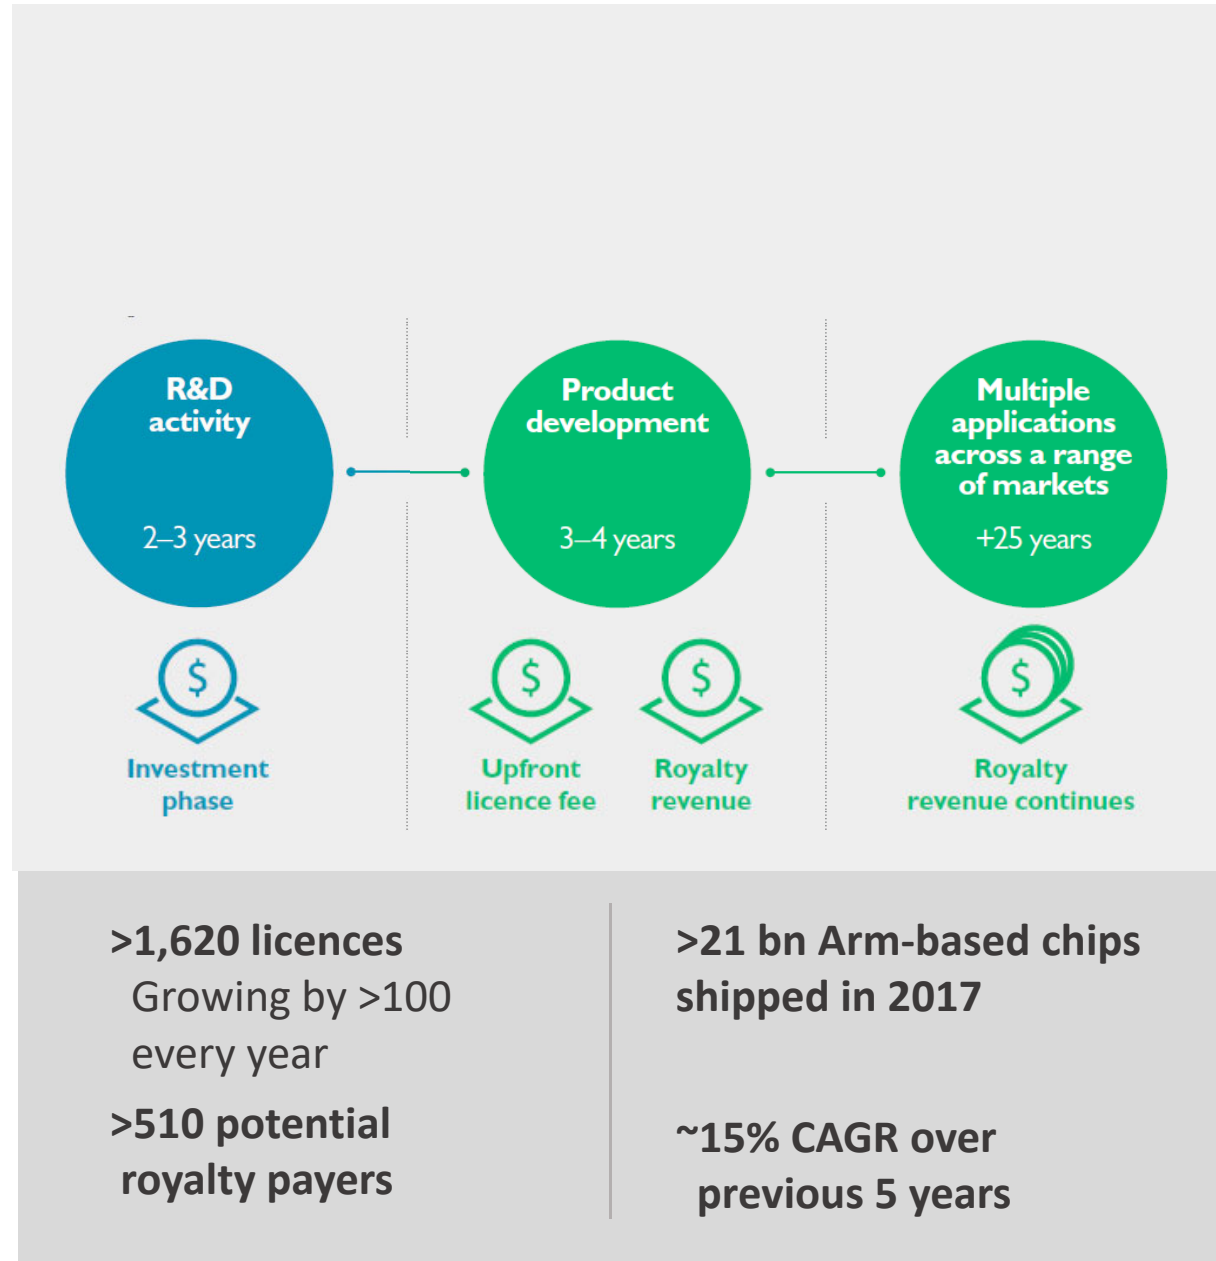 R&D
activity
2–3 years
Product
development
3–4 years
Multiple
applications
across a range
of markets
+25 years
$
Investment
phase
$
Upfront
licence fee
$
Royalty
revenue
$
Royalty
revenue continues
>1,620 licences
Growing by >100
every year
>510 potential
royalty payers
>21 bn Arm-based chips
shipped in 2017
~15% CAGR over
previous 5 years